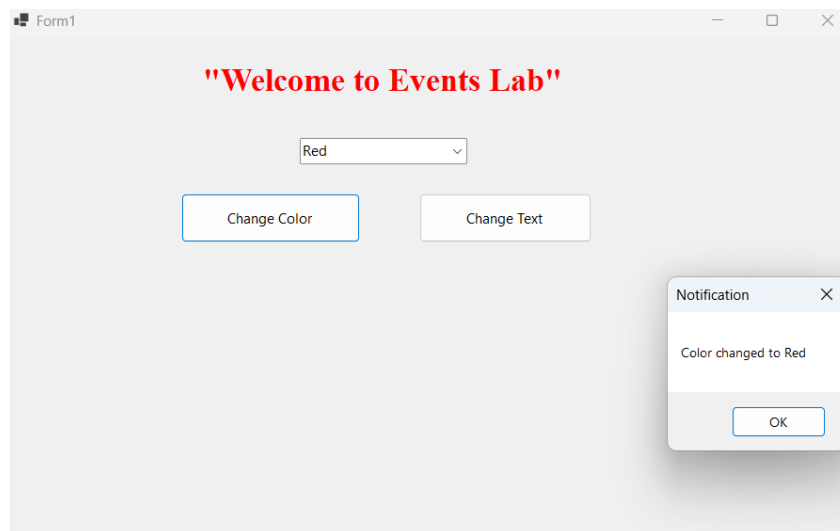 Form1
"Welcome to Events Lab"
Red
Change Color
Change Text
Notification
Color changed to Red
OK